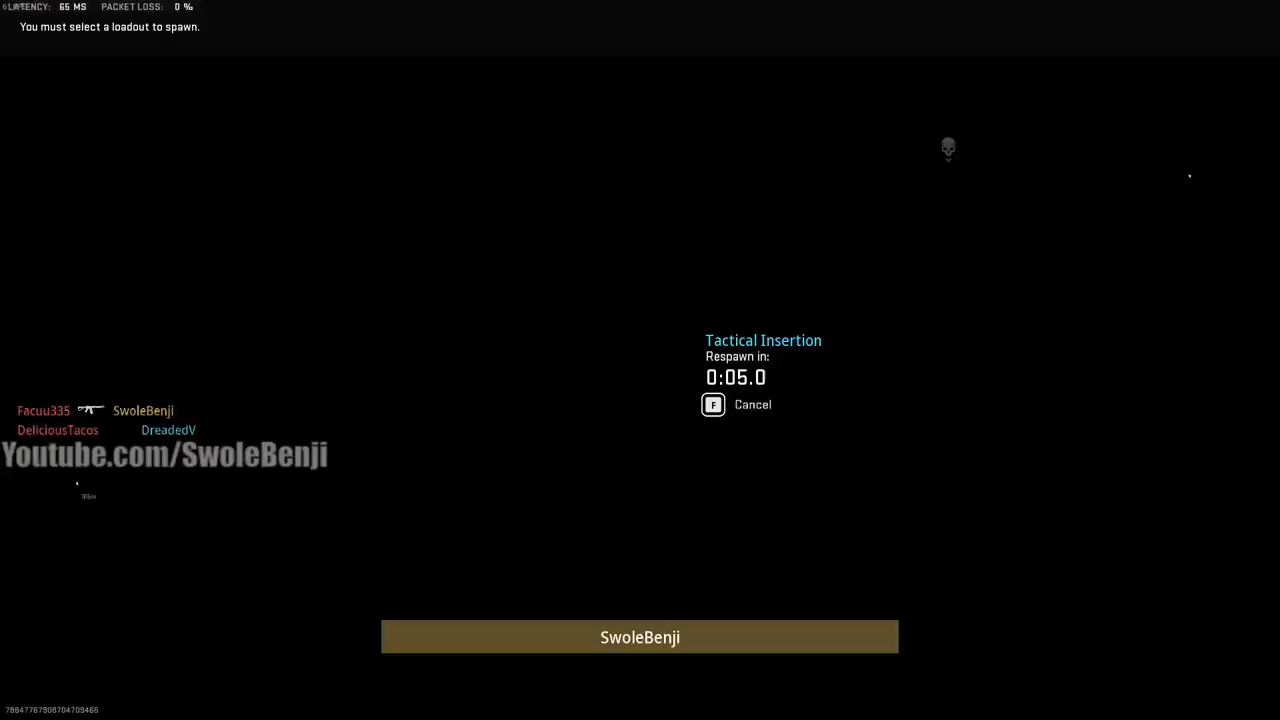 LATENCY: 65 MS PACKET LOSS: 0 %
You must select a loadout to spawn.
Tactical Insertion
Respawn in:
0:05.0
F Cancel
Facuu335 SwoleBenji
DeliciousTacos DreadedV
Youtube.com/SwoleBenji
SwoleBenji